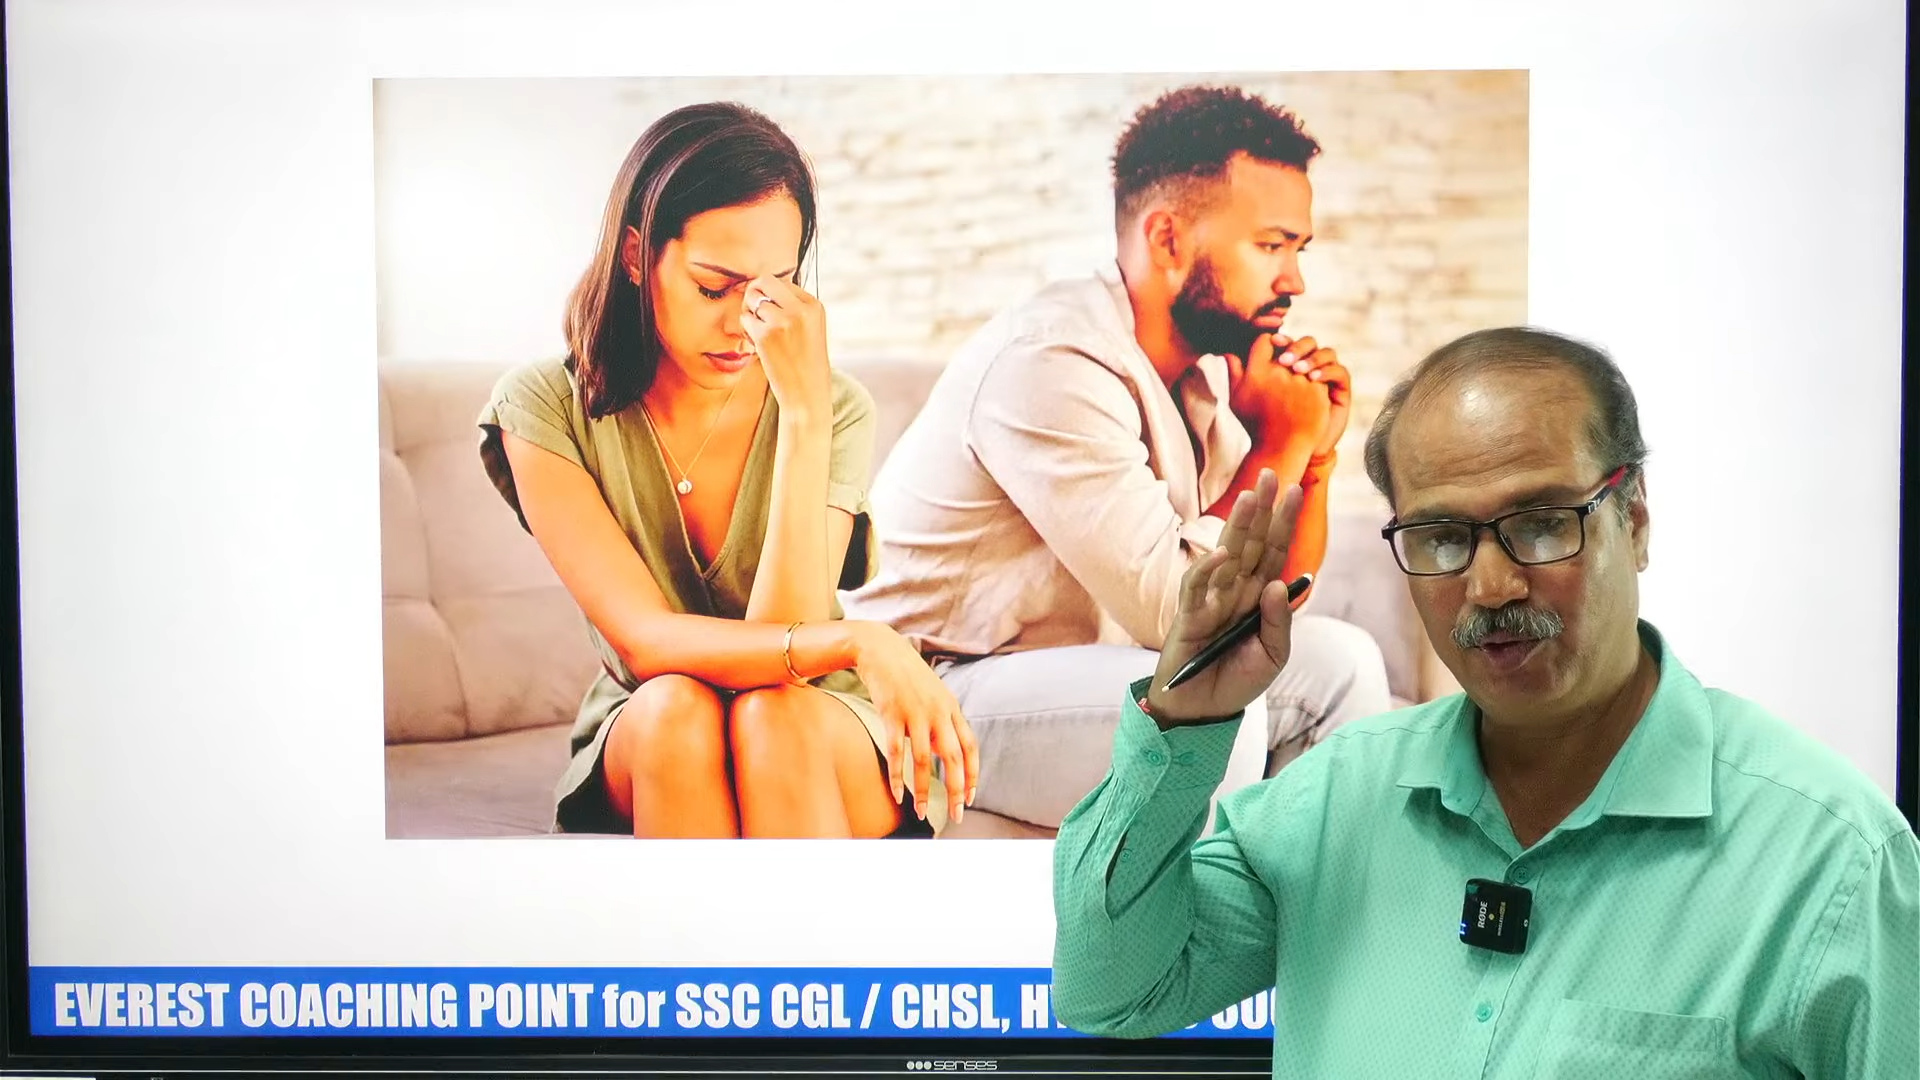 EVEREST COACHING POINT for SSC CGL / CHSL,
senses
RODE